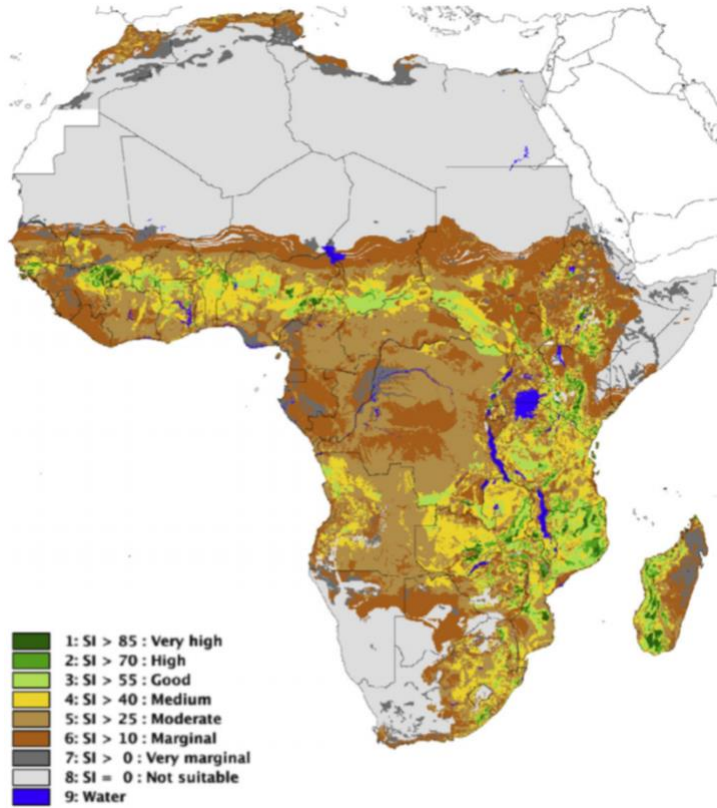 1: SI > 85 : Very high
2: SI > 70 : High
3: SI > 55 : Good
4: SI > 40 : Medium
5: SI > 25 : Moderate
6: SI > 10 : Marginal
7: SI > 0 : Very marginal
8: SI = 0 : Not suitable
9: Water